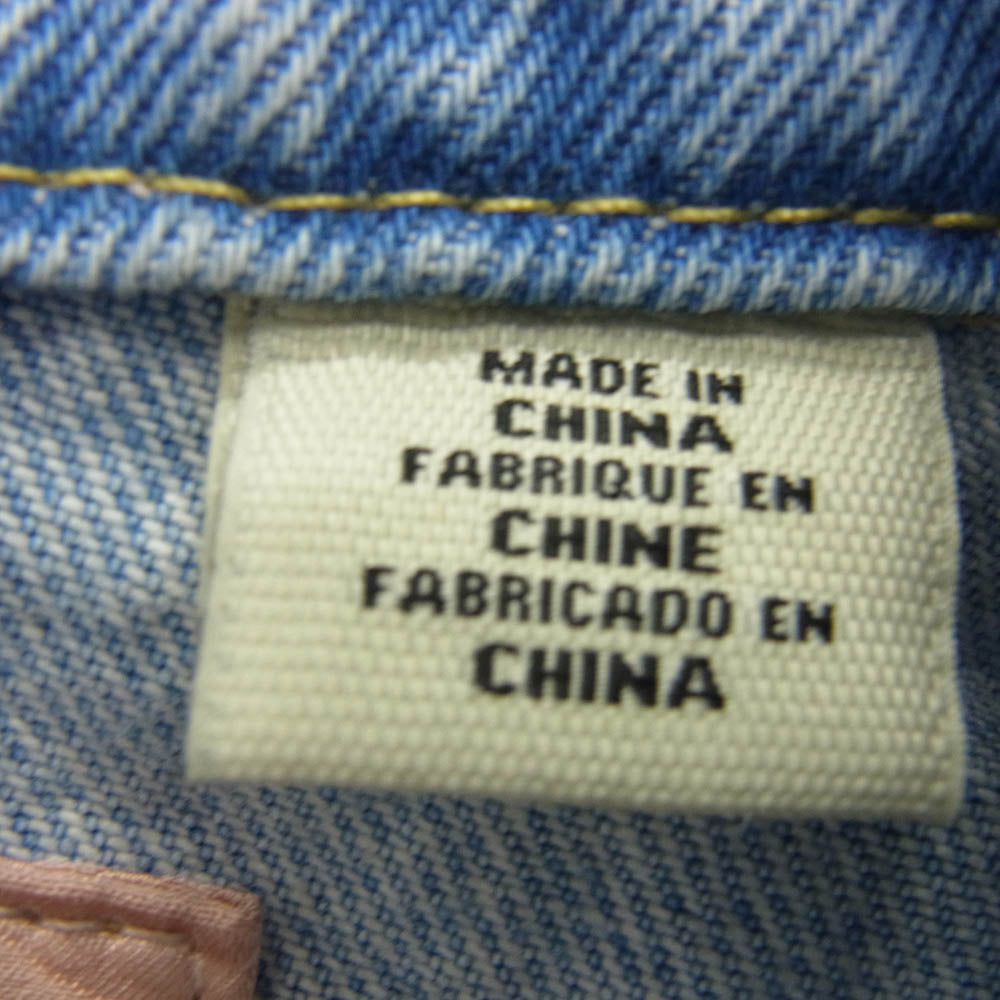 MADE IN
CHINA
FABRIQUE EN
CHINE
FABRICADO EN
CHINA